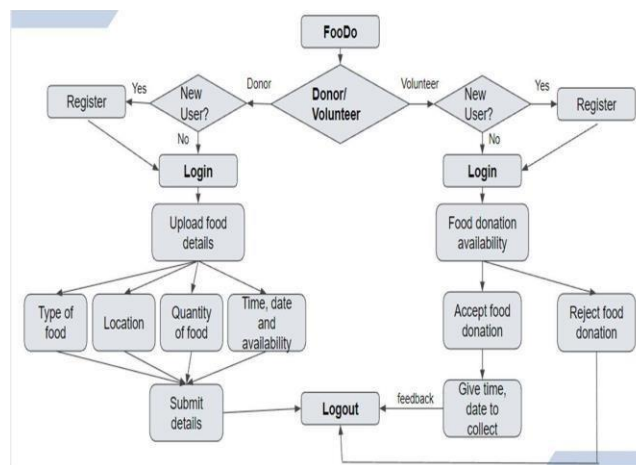 FooDo
Donor/
Volunteer
Donor
Volunteer
New
User?
Yes
No
Register
Login
Upload food
details
Type of
food
Location
Quantity
of food
Time, date
and
availability
Submit
details
New
User?
Yes
No
Register
Login
Food donation
availability
Accept food
donation
Reject food
donation
Give time,
date to
collect
feedback
Logout